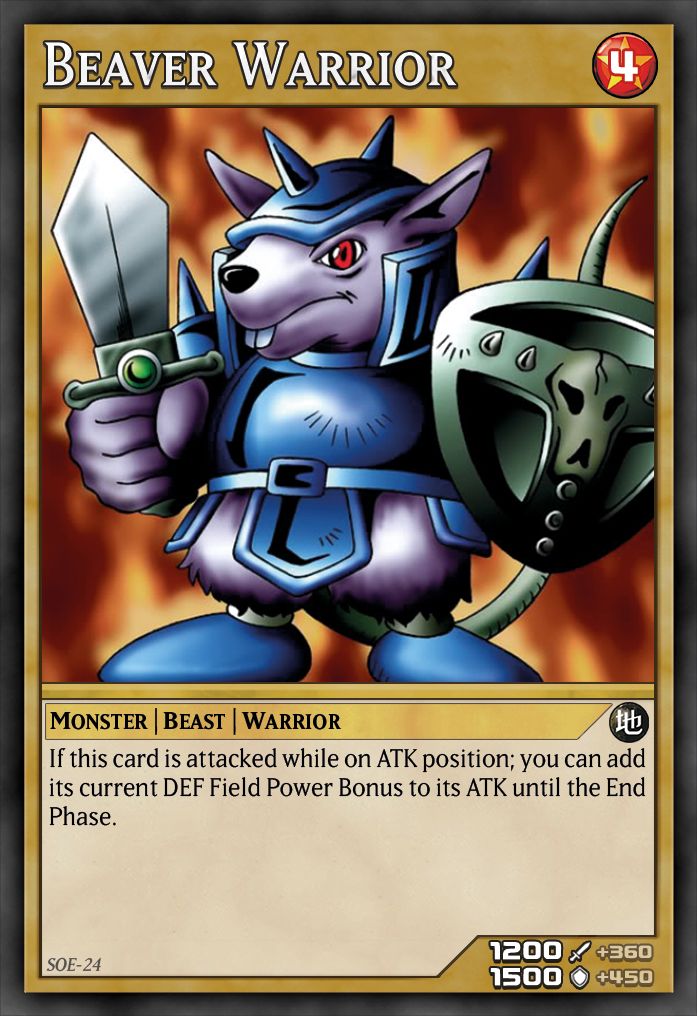 Beaver Warrior
4
Monster | Beast | Warrior
If this card is attacked while on ATK position; you can add
its current DEF Field Power Bonus to its ATK until the End
Phase.
1200 +360
SOE-24
1500 +450